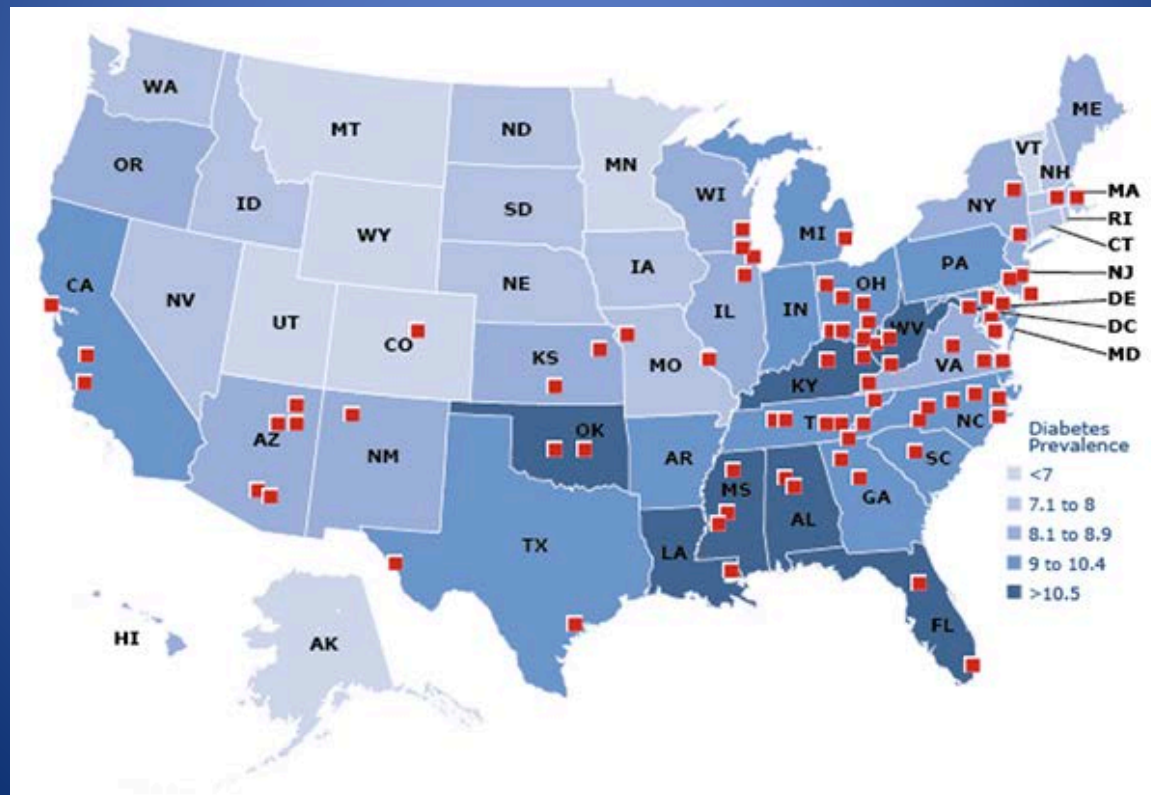 WA
MT
ND
MN
ME
VT
NH
OR
ID
SD
WI
NY
MA
RI
CT
WY
MI
NJ
PA
NE
IA
CA
NV
UT
CO
IL
IN
OH
DE
WV
DC
MD
KS
MO
VA
KY
AZ
NM
OK
AR
T
NC
SC
MS
AL
GA
TX
LA
FL
HI
AK
Diabetes
Prevalence
<7
7.1 to 8
8.1 to 8.9
9 to 10.4
>10.5